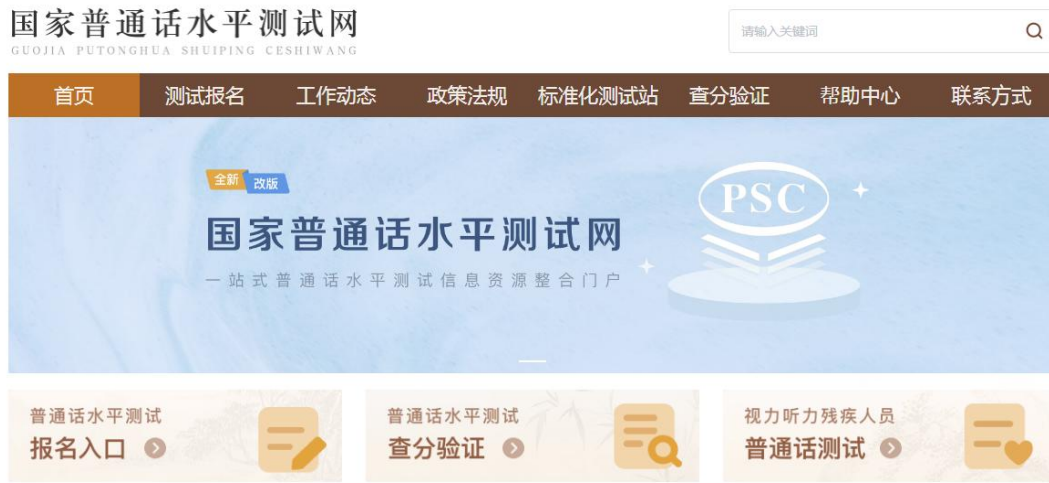 国家普通话水平测试网
GUOJIA PUTONGHUA SHUIPING CESHIWANG
请输入关键词
首页 测试报名 工作动态 政策法规 标准化测试站 查分验证 帮助中心 联系方式
全新 改版
国家普通话水平测试网
一站式普通话水平测试信息资源整合门户
PSC
普通话水平测试
报名入口
普通话水平测试
查分验证
视力听力残疾人员
普通话测试